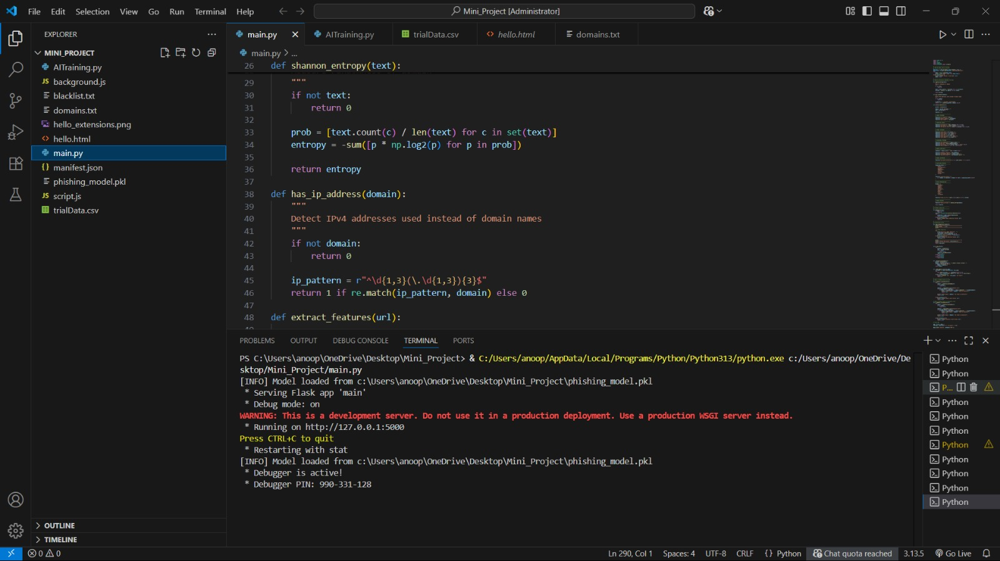 File Edit Selection View Go Run Terminal Help
Mini_Project [Administrator]
EXPLORER
MINI_PROJECT
AITraining.py
JS background.js
blacklist.txt
domains.txt
hello_extensions.png
<> hello.html
main.py
{} manifest.json
phishing_model.pkl
JS script.js
trialData.csv
OUTLINE
TIMELINE
main.py AITraining.py trialData.csv <> hello.html domains.txt
main.py > ...
26 def shannon_entropy(text):
29 """
30 if not text:
31 return 0
32
33 prob = [text.count(c) / len(text) for c in set(text)]
34 entropy = -sum([p * np.log2(p) for p in prob])
35
36 return entropy
37
38 def has_ip_address(domain):
39 """
40 Detect IPv4 addresses used instead of domain names
41 """
42 if not domain:
43 return 0
44
45 ip_pattern = r"^\d{1,3}(\.\d{1,3}){3}$"
46 return 1 if re.match(ip_pattern, domain) else 0
47
48 def extract_features(url):
PROBLEMS OUTPUT DEBUG CONSOLE TERMINAL PORTS
PS C:\Users\anoop\OneDrive\Desktop\Mini_Project> & C:/Users/anoop/AppData/Local/Programs/Python/Python313/python.exe c:/Users/anoop/OneDrive/De
sktop/Mini_Project/main.py
[INFO] Model loaded from c:\Users\anoop\OneDrive\Desktop\Mini_Project\phishing_model.pkl
* Serving Flask app 'main'
* Debug mode: on
WARNING: This is a development server. Do not use it in a production deployment. Use a production WSGI server instead.
* Running on http://127.0.0.1:5000
Press CTRL+C to quit
* Restarting with stat
[INFO] Model loaded from c:\Users\anoop\OneDrive\Desktop\Mini_Project\phishing_model.pkl
* Debugger is active!
* Debugger PIN: 990-331-128
Python
Python
P...
Python
Python
Python
Python
Python
Python
Python
Python
0 0
Ln 290, Col 1 Spaces: 4 UTF-8 CRLF {} Python Chat quota reached 3.13.5 Go Live